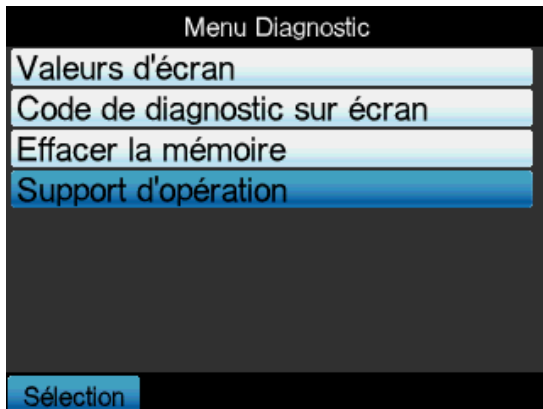 Menu Diagnostic
Valeurs d'écran
Code de diagnostic sur écran
Effacer la mémoire
Support d'opération
Sélection